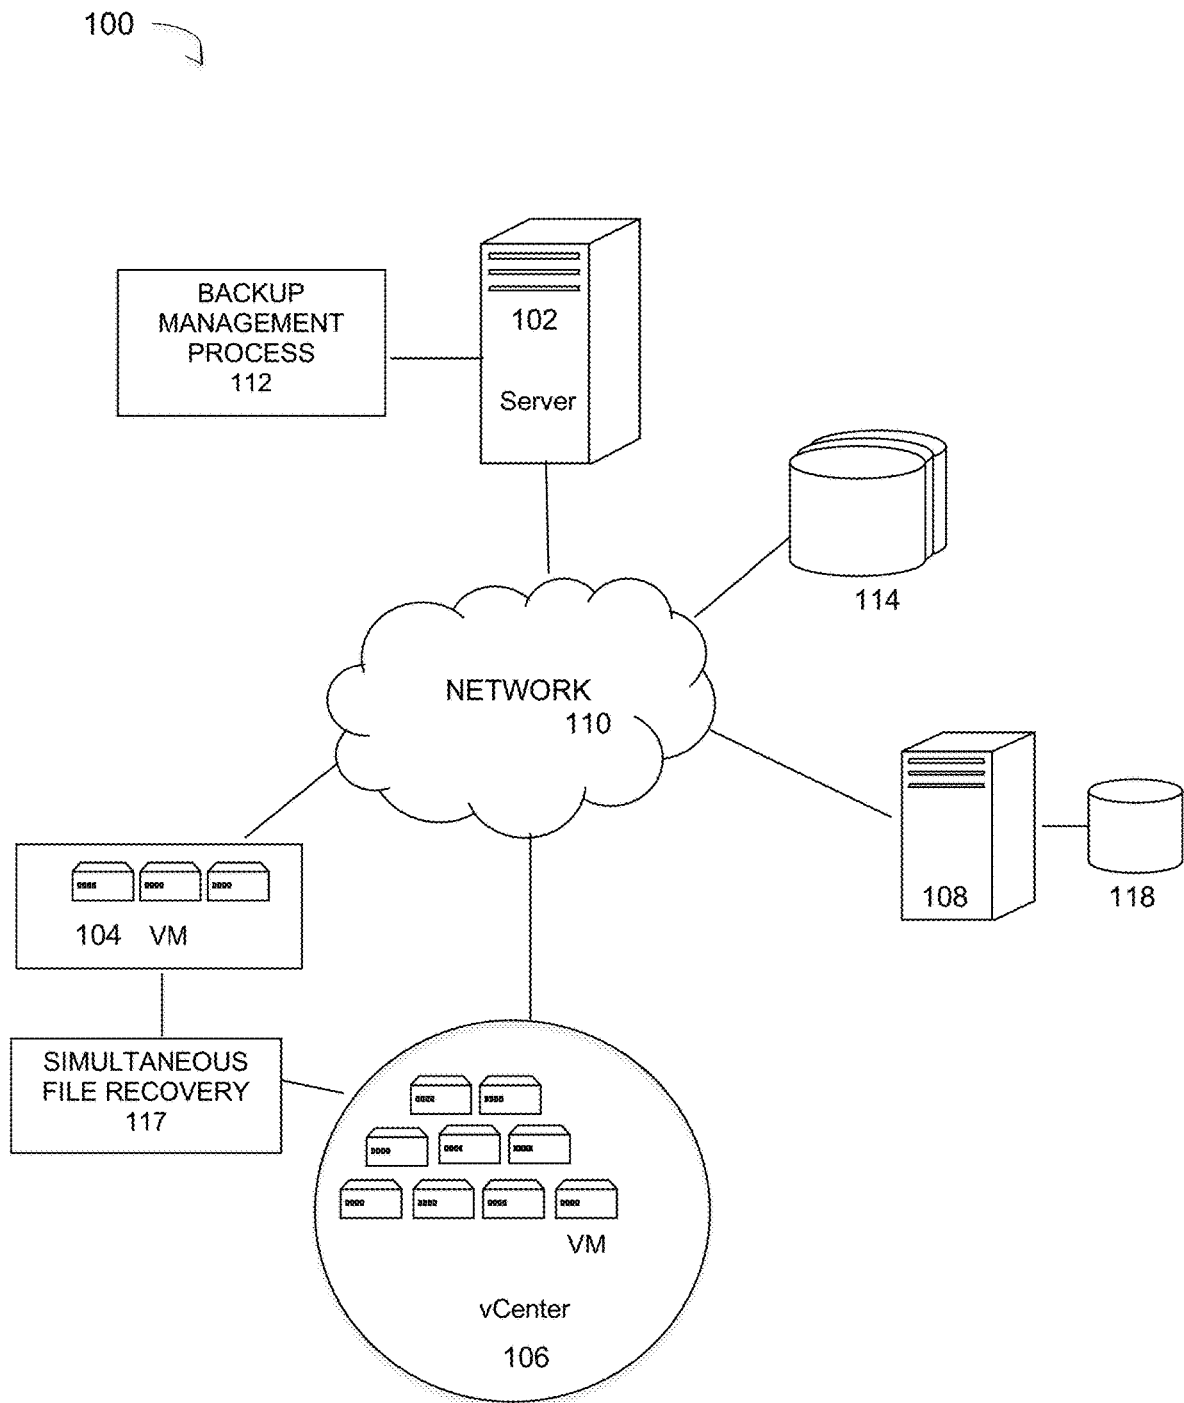 100
BACKUP
MANAGEMENT
PROCESS
112
102
Server
114
NETWORK
110
108
118
104 VM
SIMULTANEOUS
FILE RECOVERY
117
VM
vCenter
106